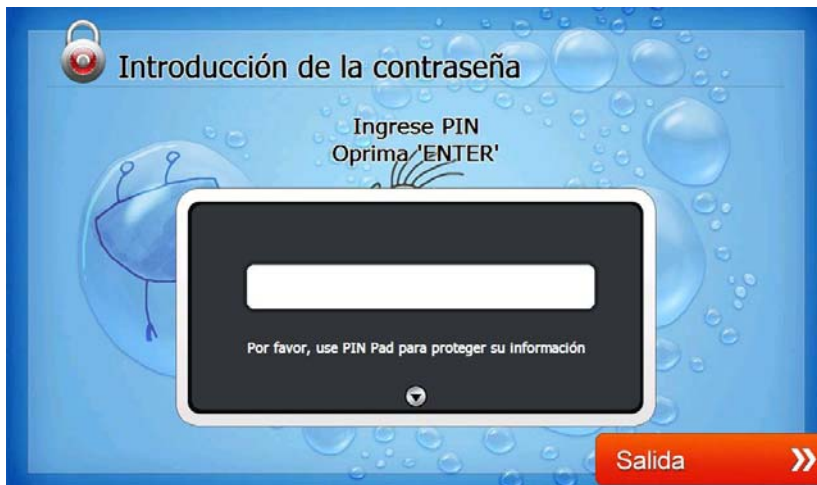 Introducción de la contraseña
Ingrese PIN
Oprima 'ENTER'
Por favor, use PIN Pad para proteger su información
Salida